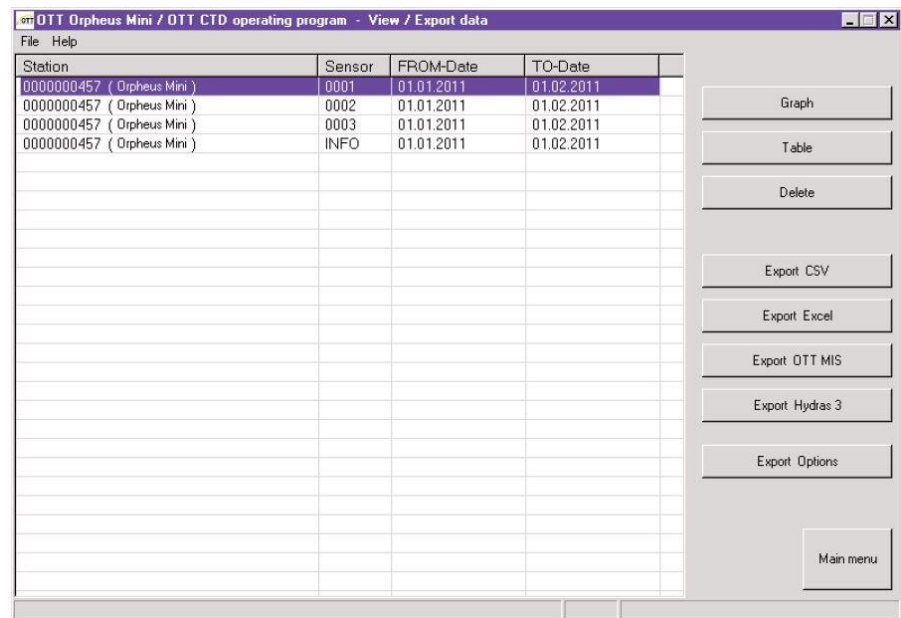 OTT OTT Orpheus Mini / OTT CTD operating program - View / Export data
File Help
Station Sensor FROM-Date TO-Date
0000000457 ( Orpheus Mini ) 0001 01.01.2011 01.02.2011
0000000457 ( Orpheus Mini ) 0002 01.01.2011 01.02.2011
0000000457 ( Orpheus Mini ) 0003 01.01.2011 01.02.2011
0000000457 ( Orpheus Mini ) INFO 01.01.2011 01.02.2011
Graph
Table
Delete
Export CSV
Export Excel
Export OTT MIS
Export Hydras 3
Export Options
Main menu